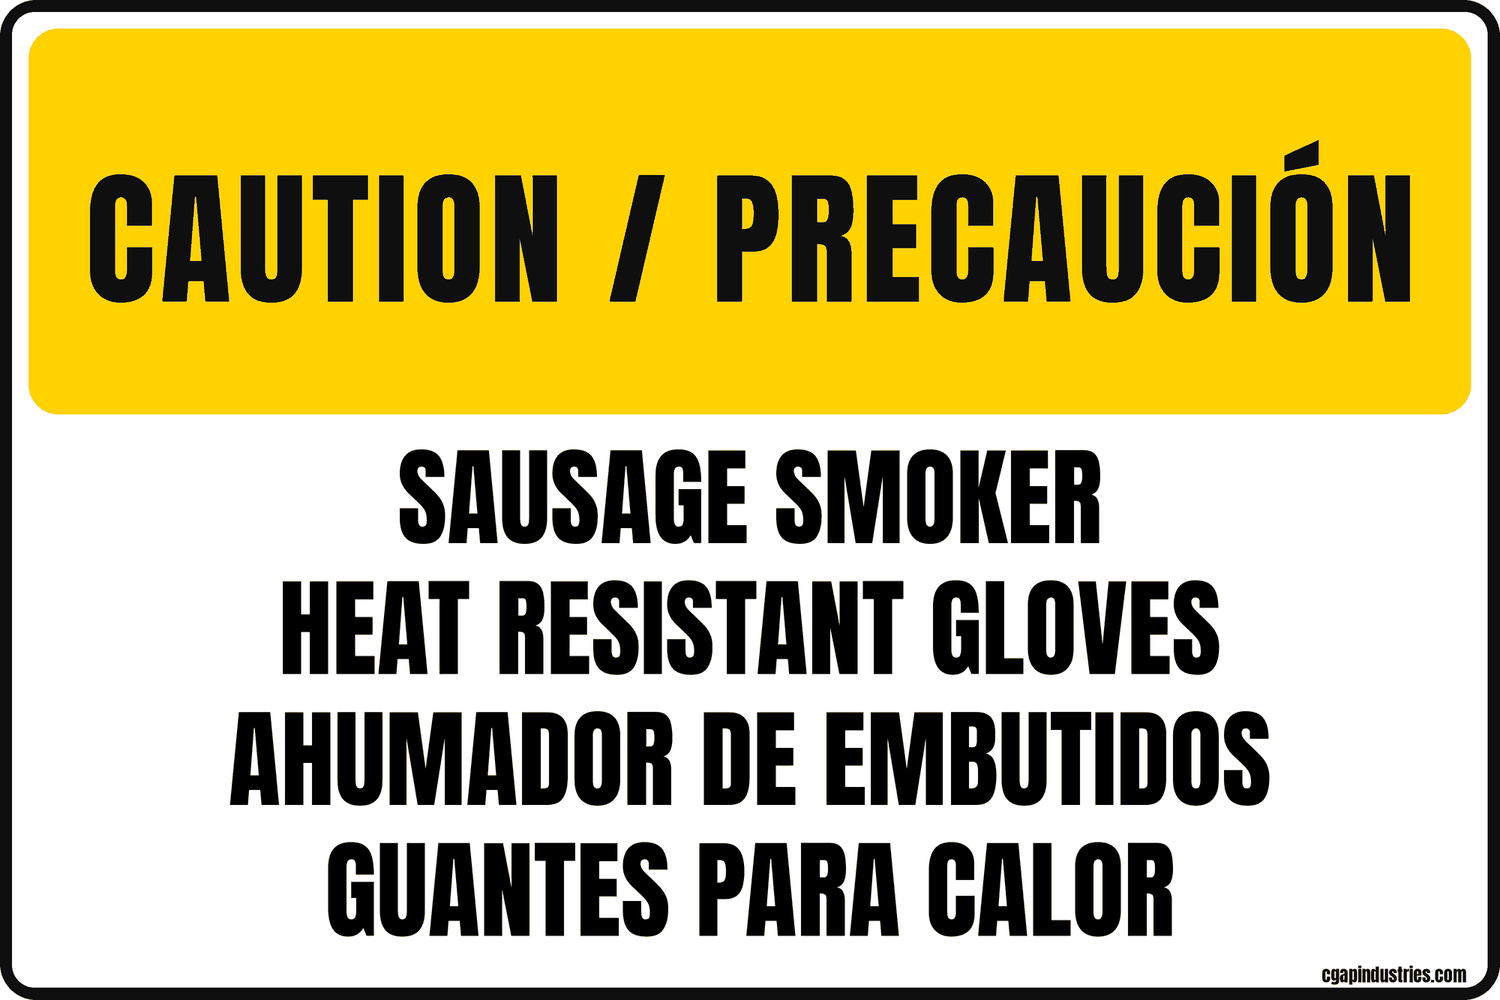 CAUTION / PRECAUCIÓN
SAUSAGE SMOKER
HEAT RESISTANT GLOVES
AHUMADOR DE EMBUTIDOS
GUANTES PARA CALOR
cgapindustries.com